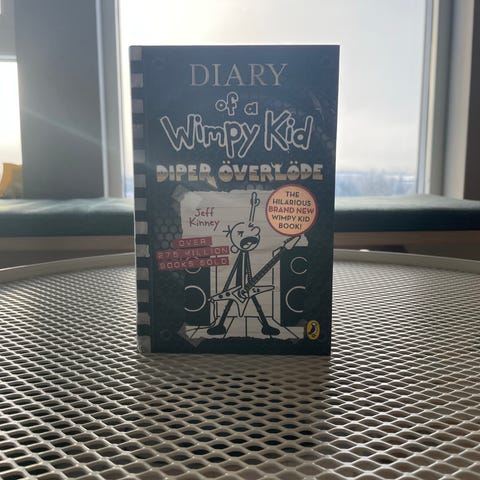 DIARY
of a
Wimpy Kid
DIPER ÖVERLÖDE
Jeff
Kinney
OVER
275 MILLION
BOOKS SOLD
THE
HILARIOUS
BRAND NEW
WIMPY KID
BOOK!